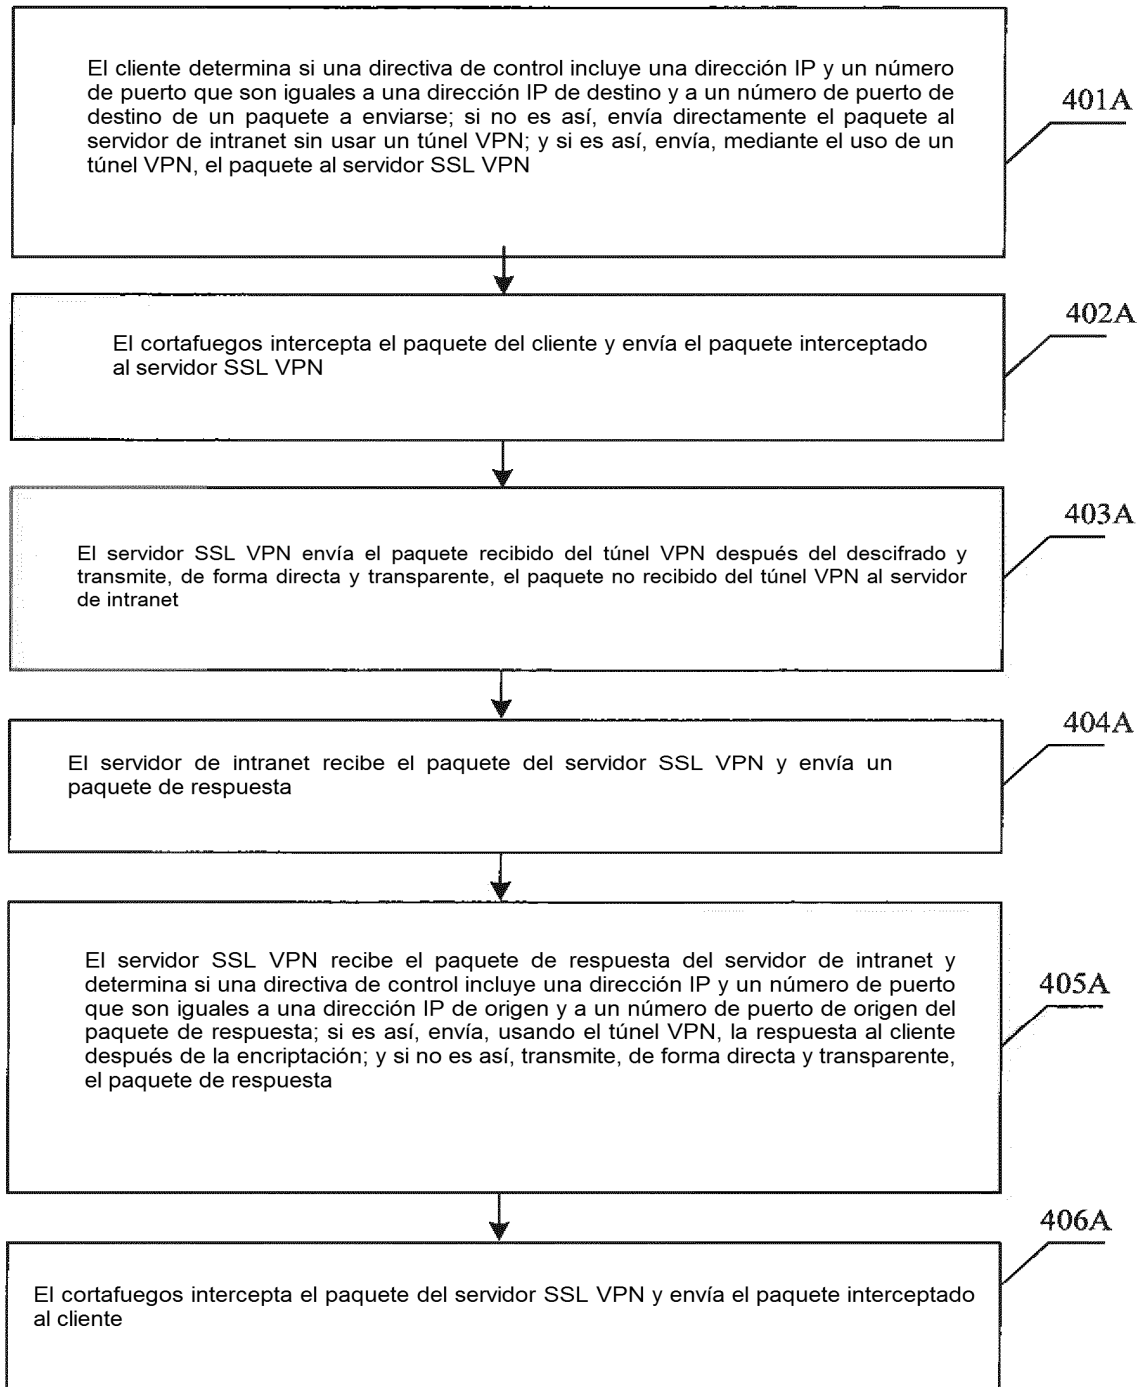 El cliente determina si una directiva de control incluye una dirección IP y un número
de puerto que son iguales a una dirección IP de destino y a un número de puerto de
destino de un paquete a enviarse; si no es así, envía directamente el paquete al
servidor de intranet sin usar un túnel VPN; y si es así, envía, mediante el uso de un
túnel VPN, el paquete al servidor SSL VPN
401A
El cortafuegos intercepta el paquete del cliente y envía el paquete interceptado
al servidor SSL VPN
402A
El servidor SSL VPN envía el paquete recibido del túnel VPN después del descifrado y
transmite, de forma directa y transparente, el paquete no recibido del túnel VPN al servidor
de intranet
403A
El servidor de intranet recibe el paquete del servidor SSL VPN y envía un
paquete de respuesta
404A
El servidor SSL VPN recibe el paquete de respuesta del servidor de intranet y
determina si una directiva de control incluye una dirección IP y un número de puerto
que son iguales a una dirección IP de origen y a un número de puerto de origen del
paquete de respuesta; si es así, envía, usando el túnel VPN, la respuesta al cliente
después de la encriptación; y si no es así, transmite, de forma directa y transparente,
el paquete de respuesta
405A
El cortafuegos intercepta el paquete del servidor SSL VPN y envía el paquete interceptado
al cliente
406A